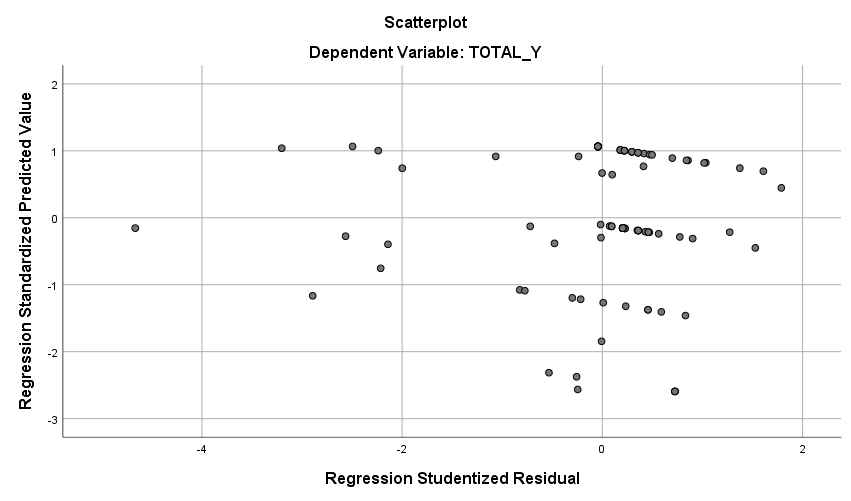 Scatterplot
Dependent Variable: TOTAL_Y
Regression Standardized Predicted Value
2
1
0
-1
-2
-3
-4
-2
0
2
Regression Studentized Residual